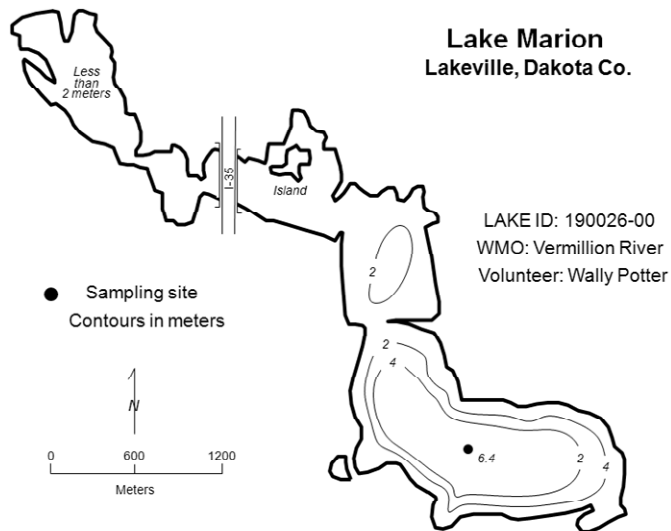 Lake Marion
Lakeville, Dakota Co.
Less
than
2 meters
I-35
Island
LAKE ID: 190026-00
WMO: Vermillion River
Volunteer: Wally Potter
2
Sampling site
Contours in meters
2
4
N
6.4
2
4
0 600 1200
Meters